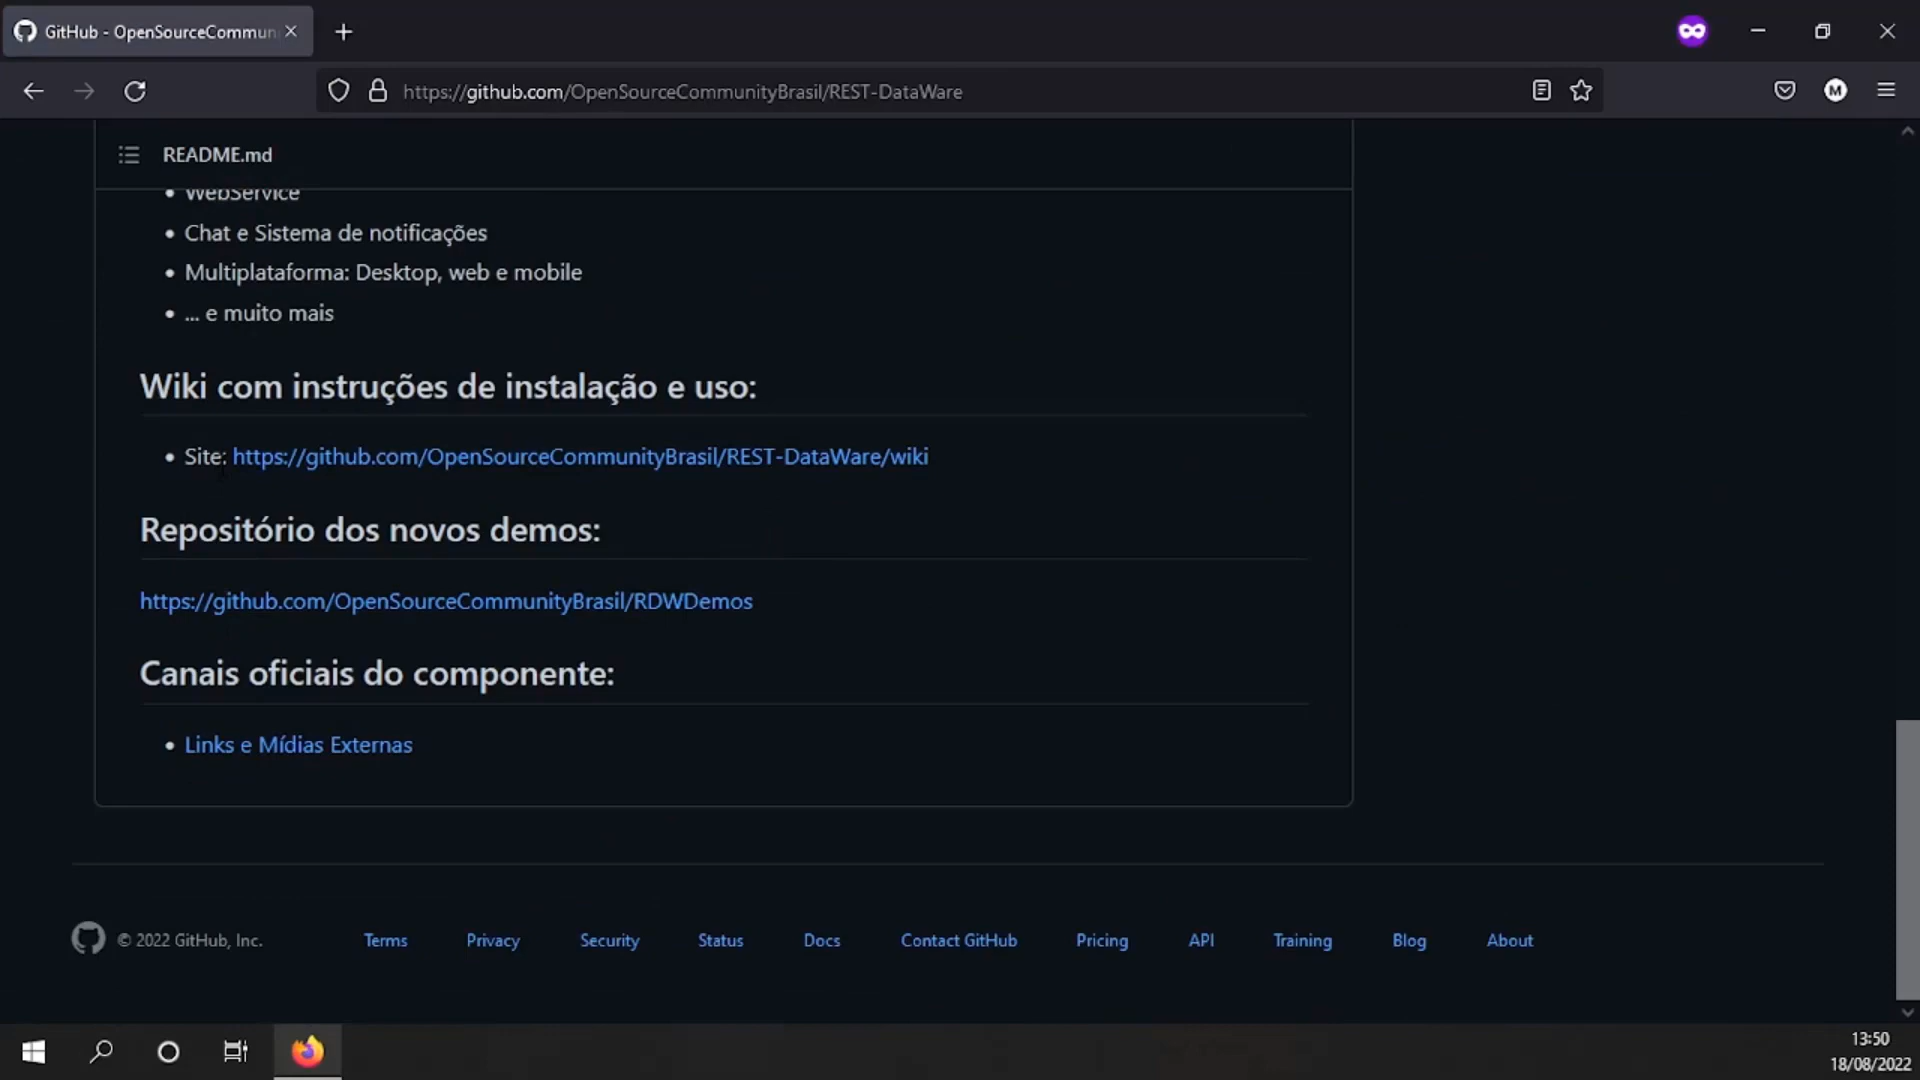 GitHub - OpenSourceCommun
https://github.com/OpenSourceCommunityBrasil/REST-DataWare
M
README.md
• WebService
• Chat e Sistema de notificações
• Multiplataforma: Desktop, web e mobile
• ... e muito mais
Wiki com instruções de instalação e uso:
• Site: https://github.com/OpenSourceCommunityBrasil/REST-DataWare/wiki
Repositório dos novos demos:
https://github.com/OpenSourceCommunityBrasil/RDWDemos
Canais oficiais do componente:
• Links e Mídias Externas
© 2022 GitHub, Inc. Terms Privacy Security Status Docs Contact GitHub Pricing API Training Blog About
13:50
18/08/2022